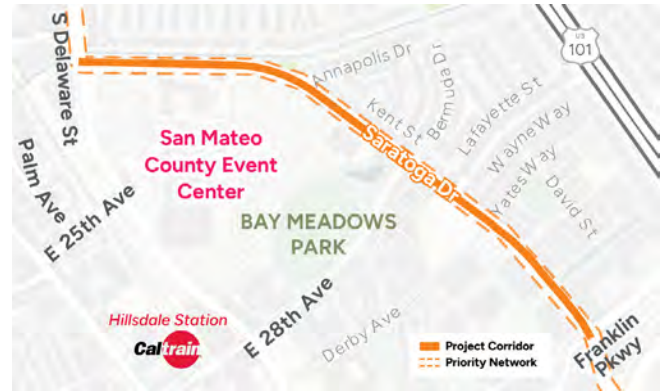 S Delaware St
US
101
Annapolis Dr
Bermuda Dr
Kent St
Lafayette St
Saratoga Dr
Wayne Way
Yates Way
David St
San Mateo
County Event
Center
Palm Ave
E 25th Ave
BAY MEADOWS
PARK
E 28th Ave
Hillsdale Station
Caltrain
Derby Ave
Franklin
Pkwy
Project Corridor
Priority Network